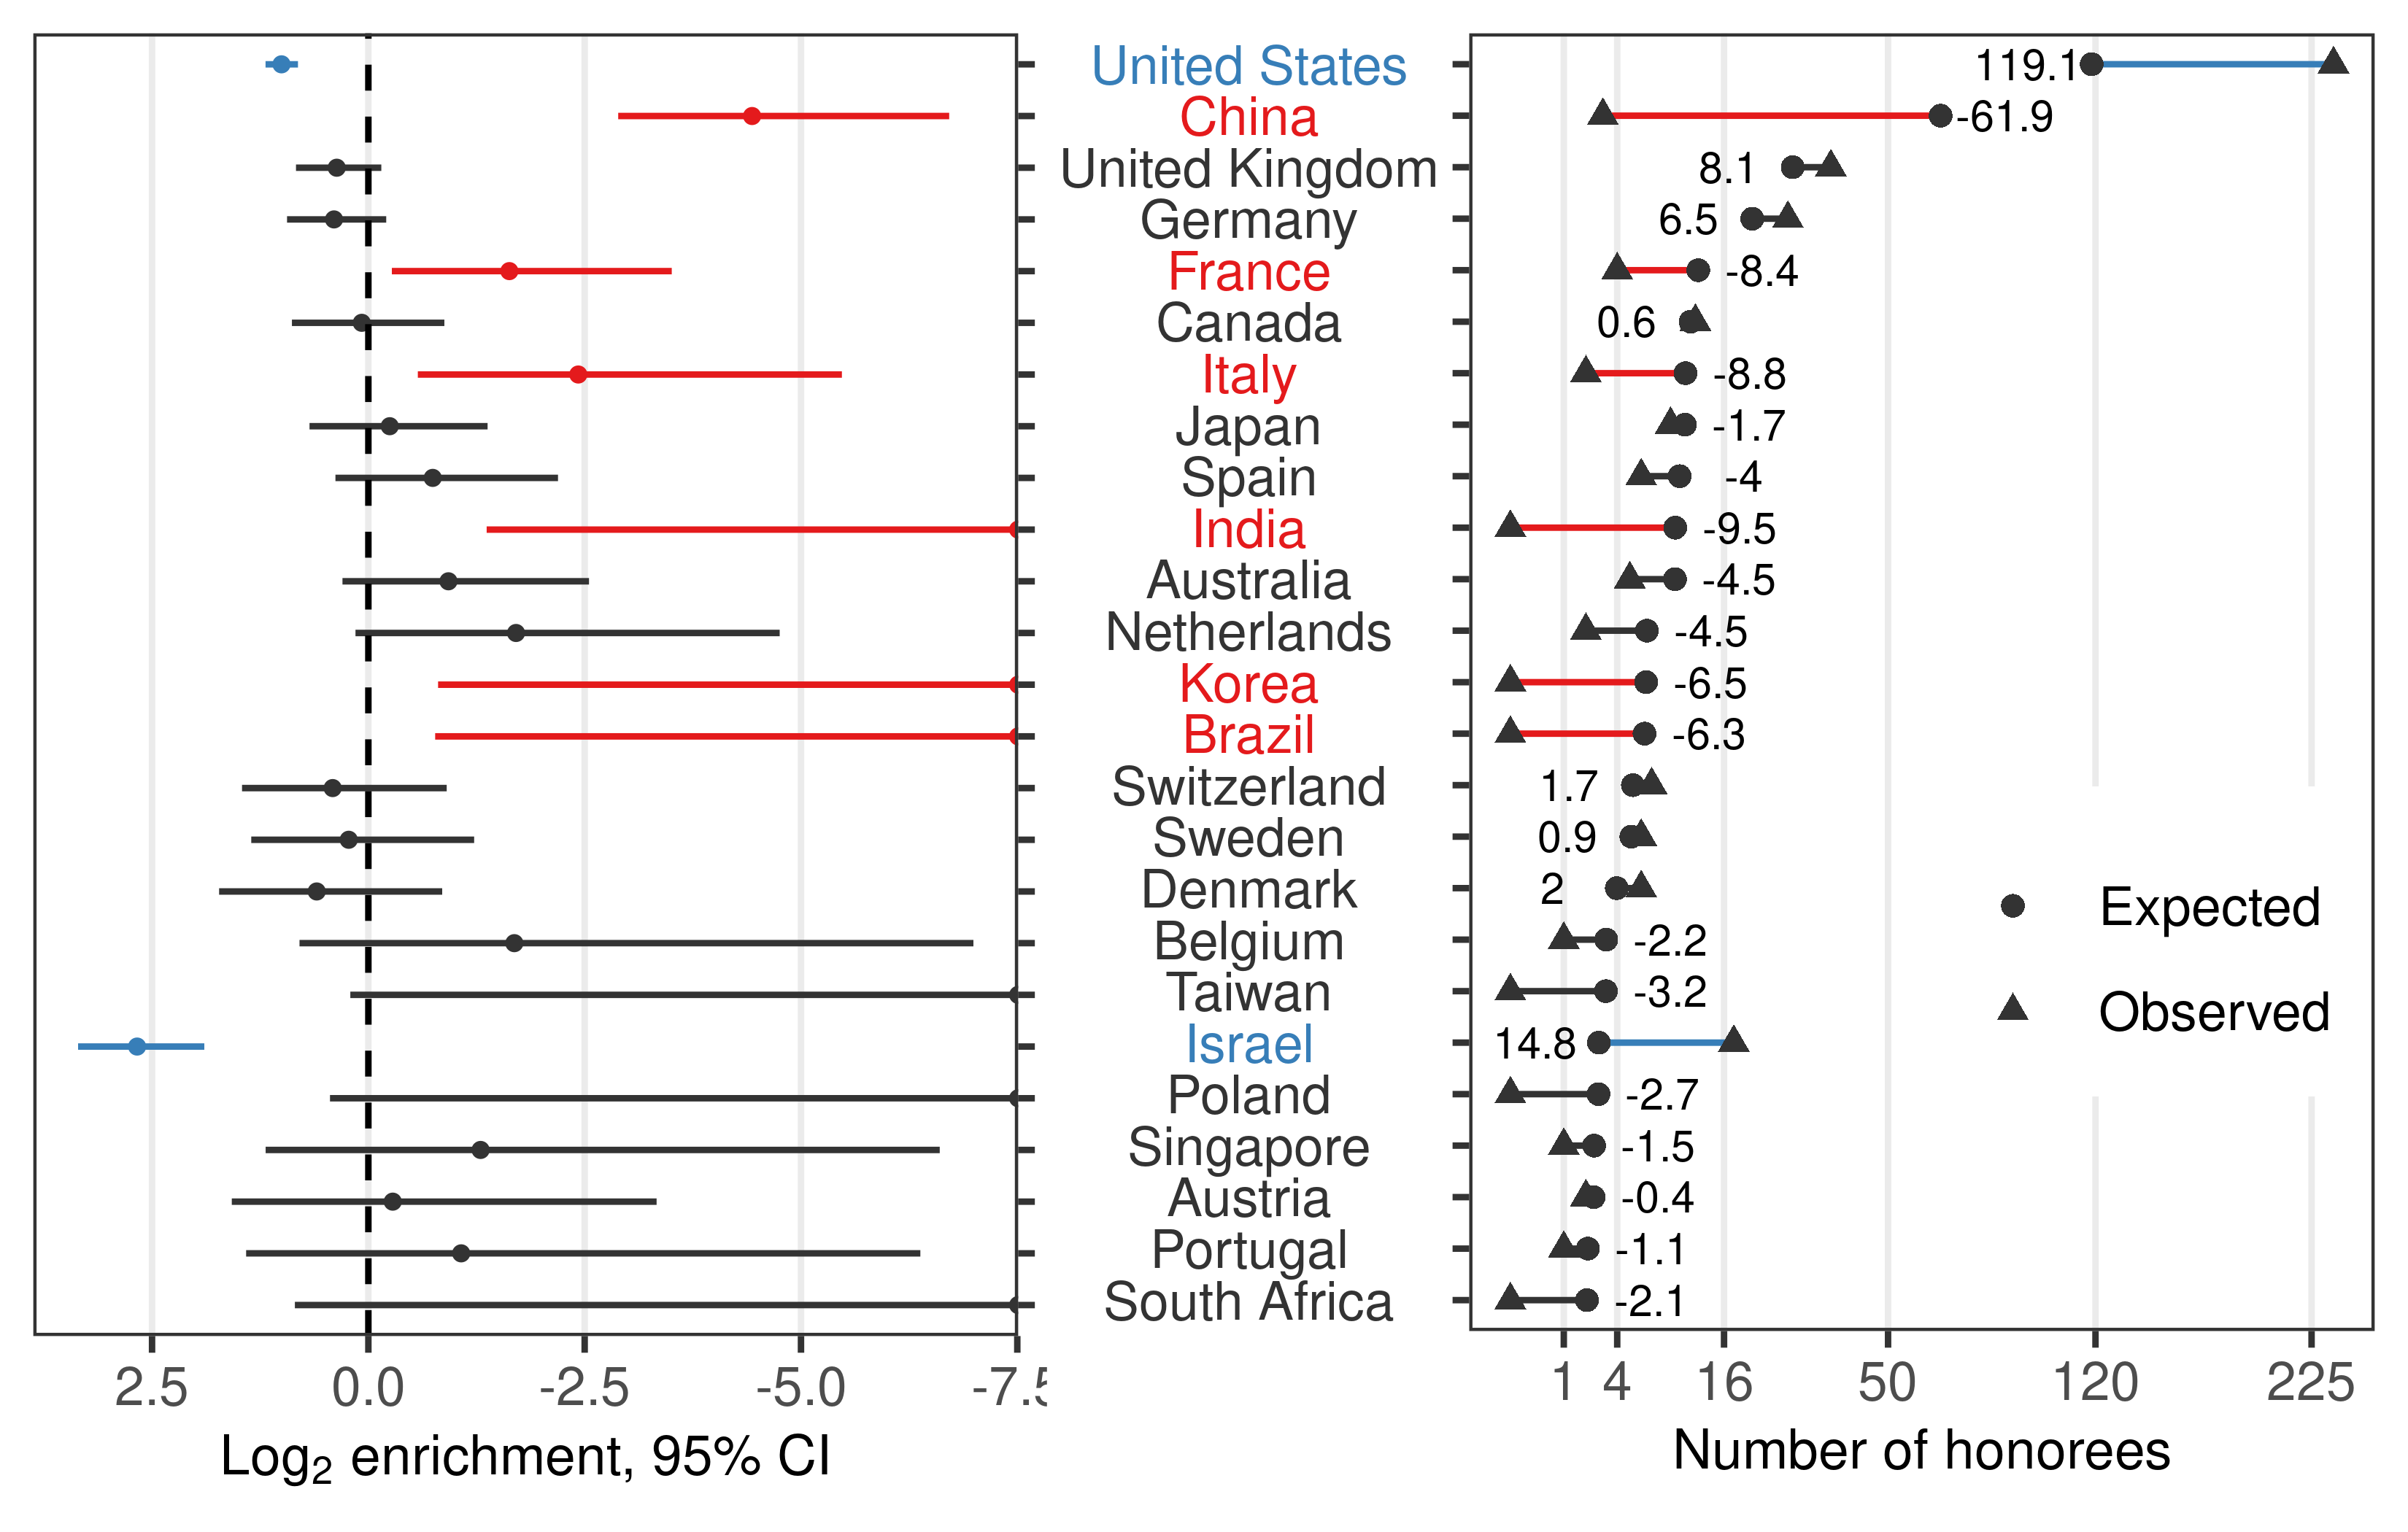 United States 119.1
China -61.9
United Kingdom 8.1
Germany 6.5
France -8.4
Canada 0.6
Italy -8.8
Japan -1.7
Spain -4
India -9.5
Australia -4.5
Netherlands -4.5
Korea -6.5
Brazil -6.3
Switzerland 1.7
Sweden 0.9
Denmark 2
Expected
Belgium -2.2
Taiwan -3.2
Observed
Israel 14.8
Poland -2.7
Singapore -1.5
Austria -0.4
Portugal -1.1
South Africa -2.1
2.5 0.0 -2.5 -5.0 -7.5
1 4 16 50 120 225
Log₂ enrichment, 95% CI
Number of honorees